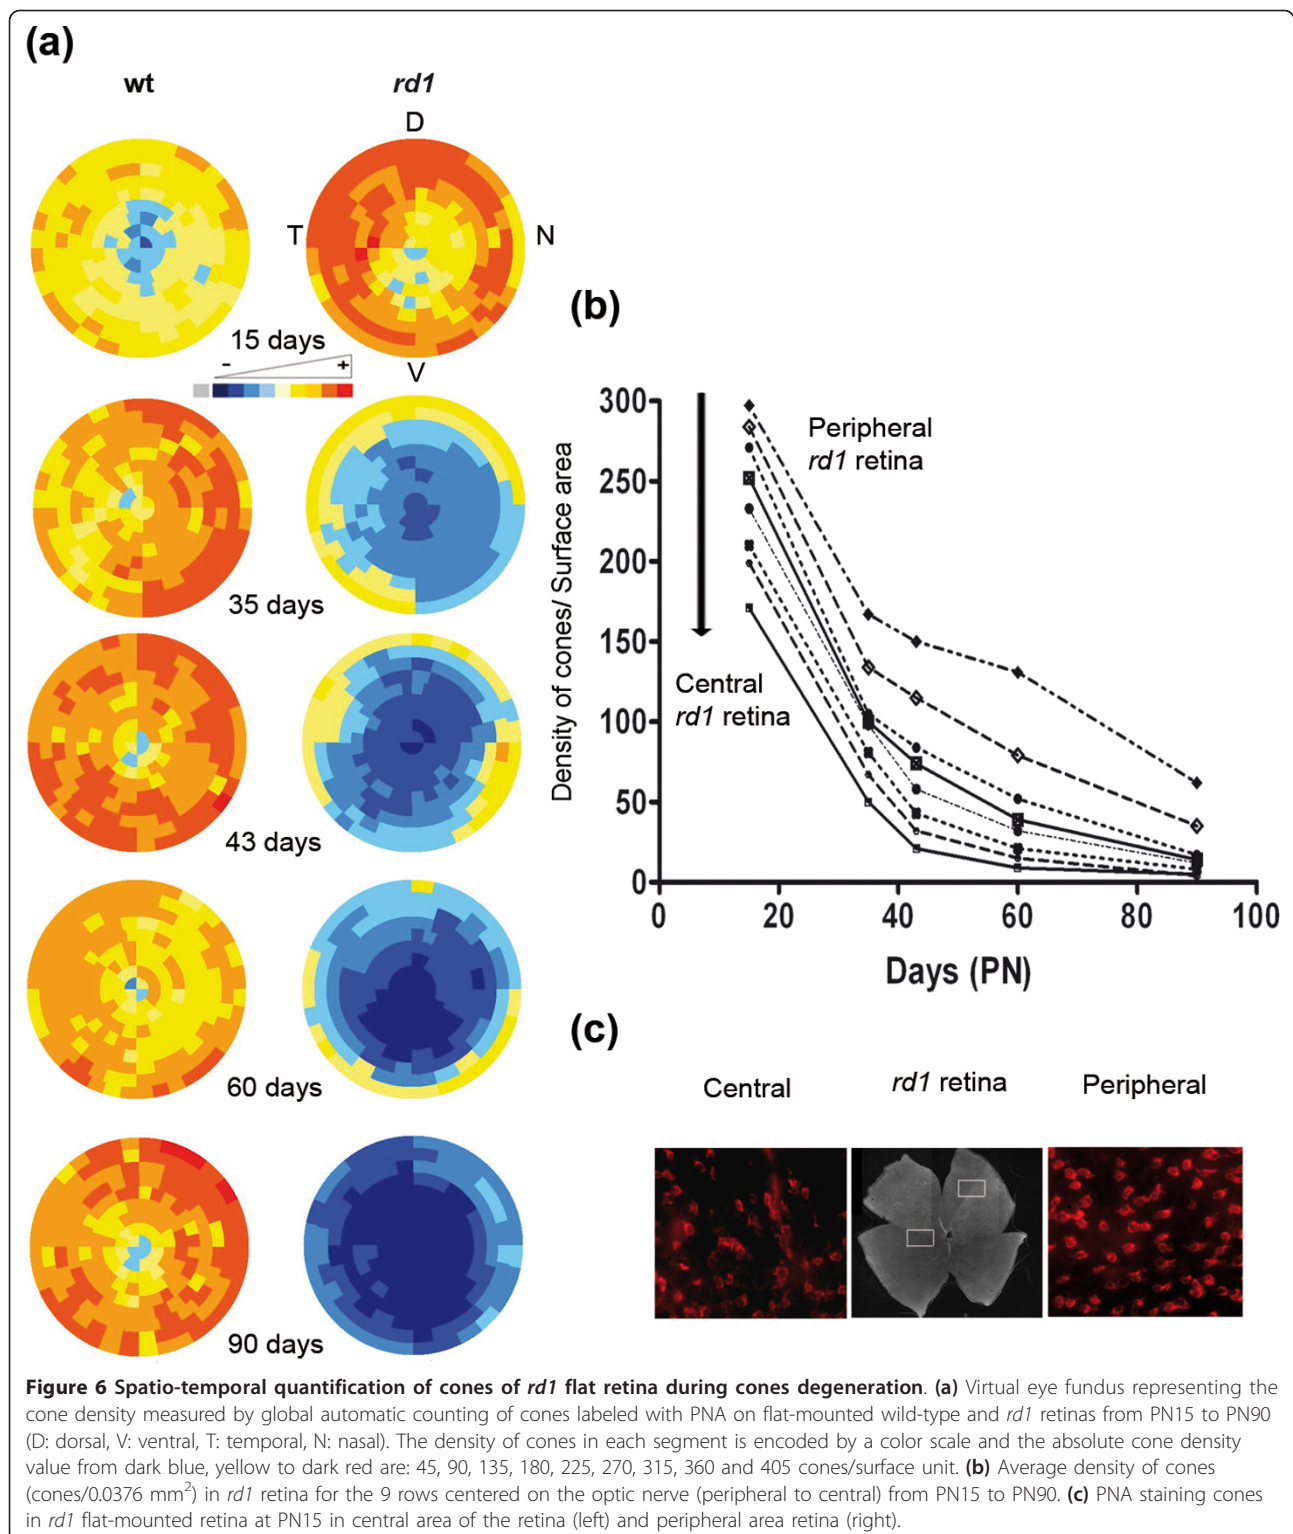 (a)
wt
rd1
D
T
N
15 days
- +
V
35 days
43 days
60 days
90 days
(b)
300
250
200
150
100
50
0
Density of cones/ Surface area
Peripheral
rd1 retina
Central
rd1 retina
0 20 40 60 80 100
Days (PN)
(c)
Central
rd1 retina
Peripheral
Figure 6 Spatio-temporal quantification of cones of rd1 flat retina during cones degeneration. (a) Virtual eye fundus representing the
cone density measured by global automatic counting of cones labeled with PNA on flat-mounted wild-type and rd1 retinas from PN15 to PN90
(D: dorsal, V: ventral, T: temporal, N: nasal). The density of cones in each segment is encoded by a color scale and the absolute cone density
value from dark blue, yellow to dark red are: 45, 90, 135, 180, 225, 270, 315, 360 and 405 cones/surface unit. (b) Average density of cones
(cones/0.0376 mm²) in rd1 retina for the 9 rows centered on the optic nerve (peripheral to central) from PN15 to PN90. (c) PNA staining cones
in rd1 flat-mounted retina at PN15 in central area of the retina (left) and peripheral area retina (right).